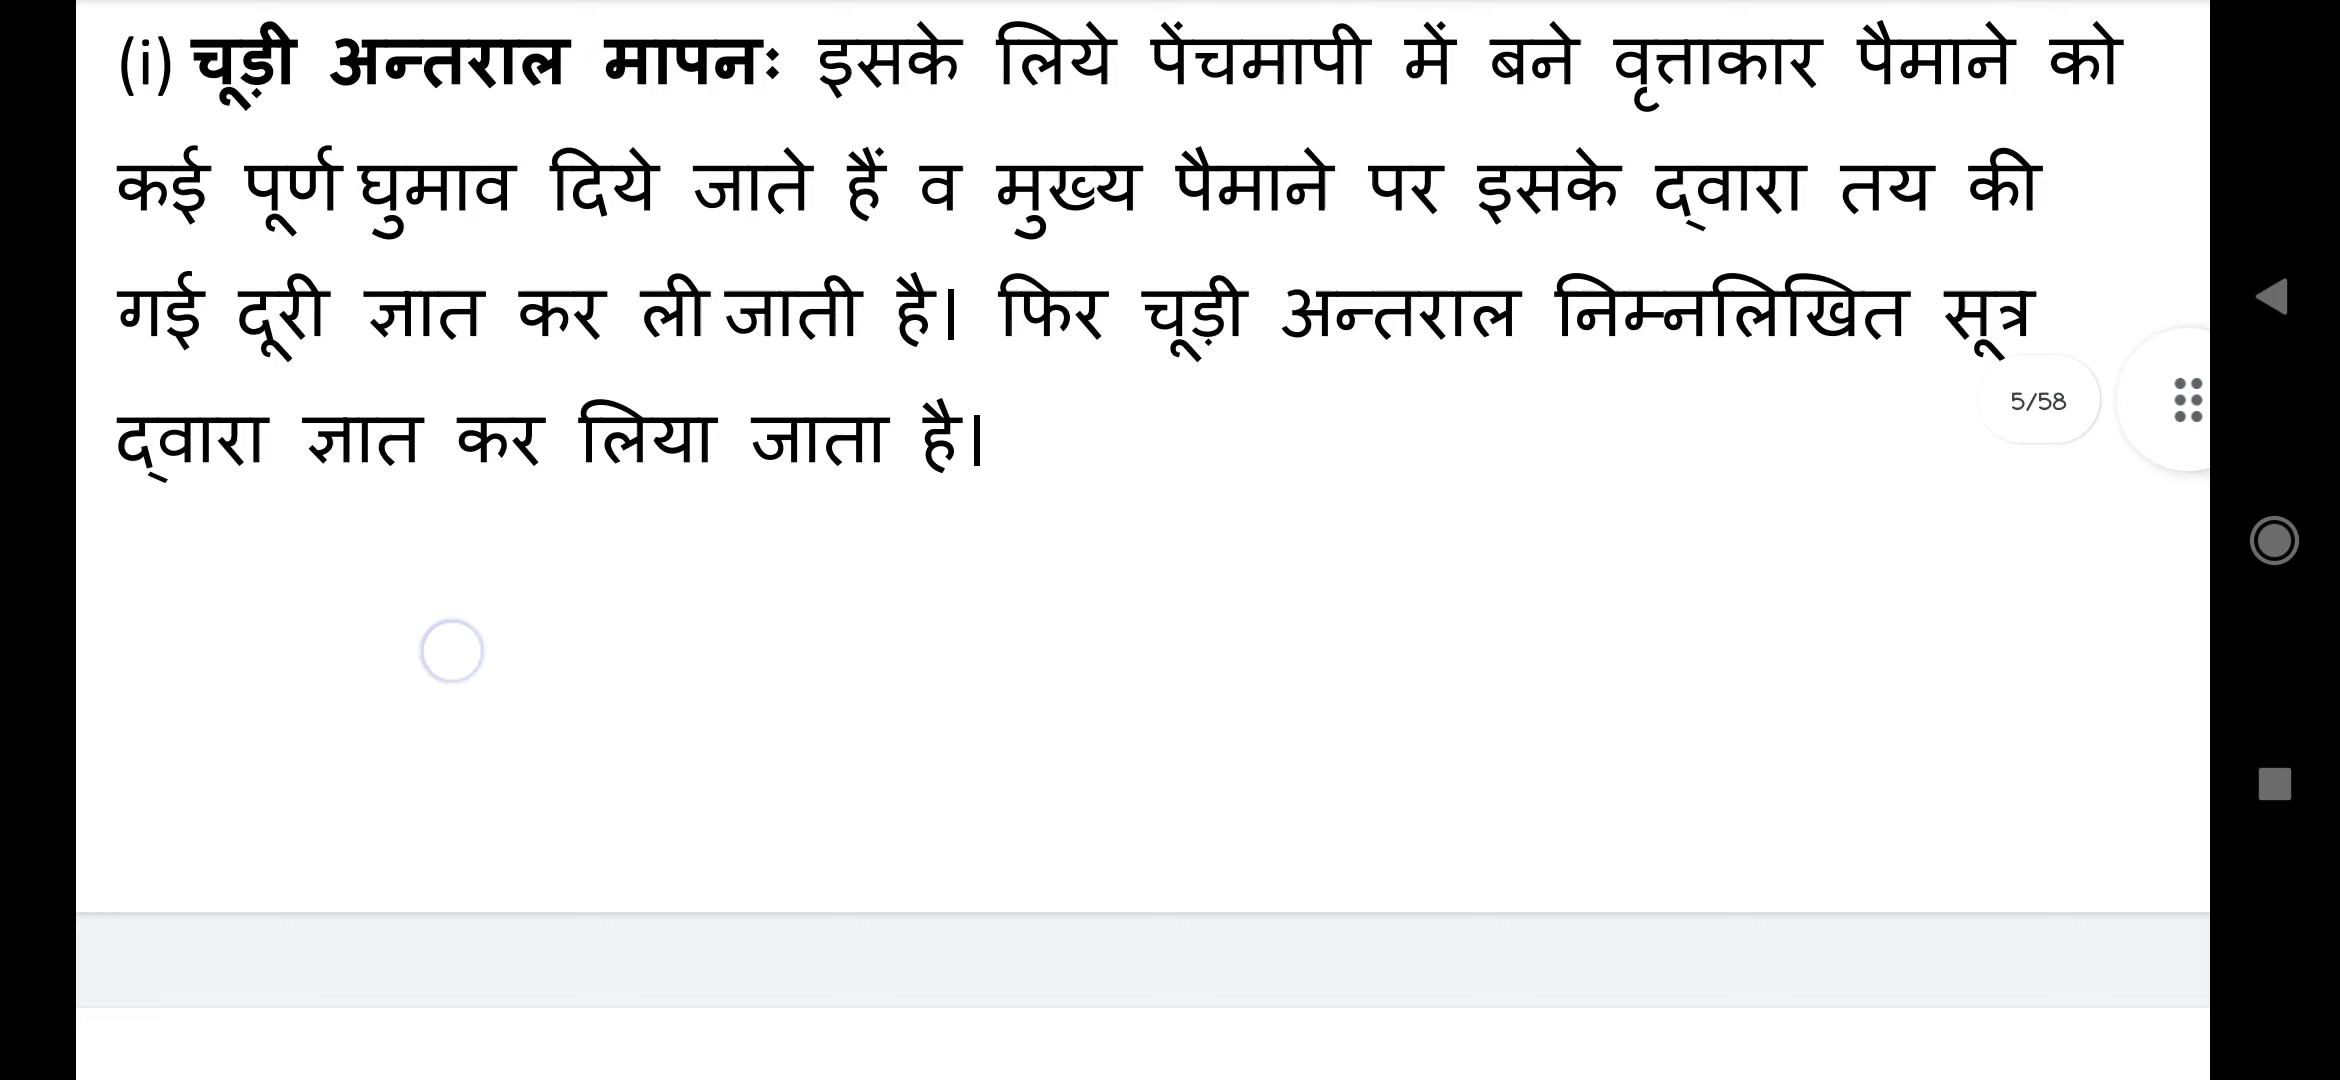 (i) चूड़ी अन्तराल मापनः इसके लिये पेंचमापी में बने वृत्ताकार पैमाने को
कई पूर्ण घुमाव दिये जाते हैं व मुख्य पैमाने पर इसके द्वारा तय की
गई दूरी ज्ञात कर ली जाती है। फिर चूड़ी अन्तराल निम्नलिखित सूत्र
द्वारा ज्ञात कर लिया जाता है।
5/58